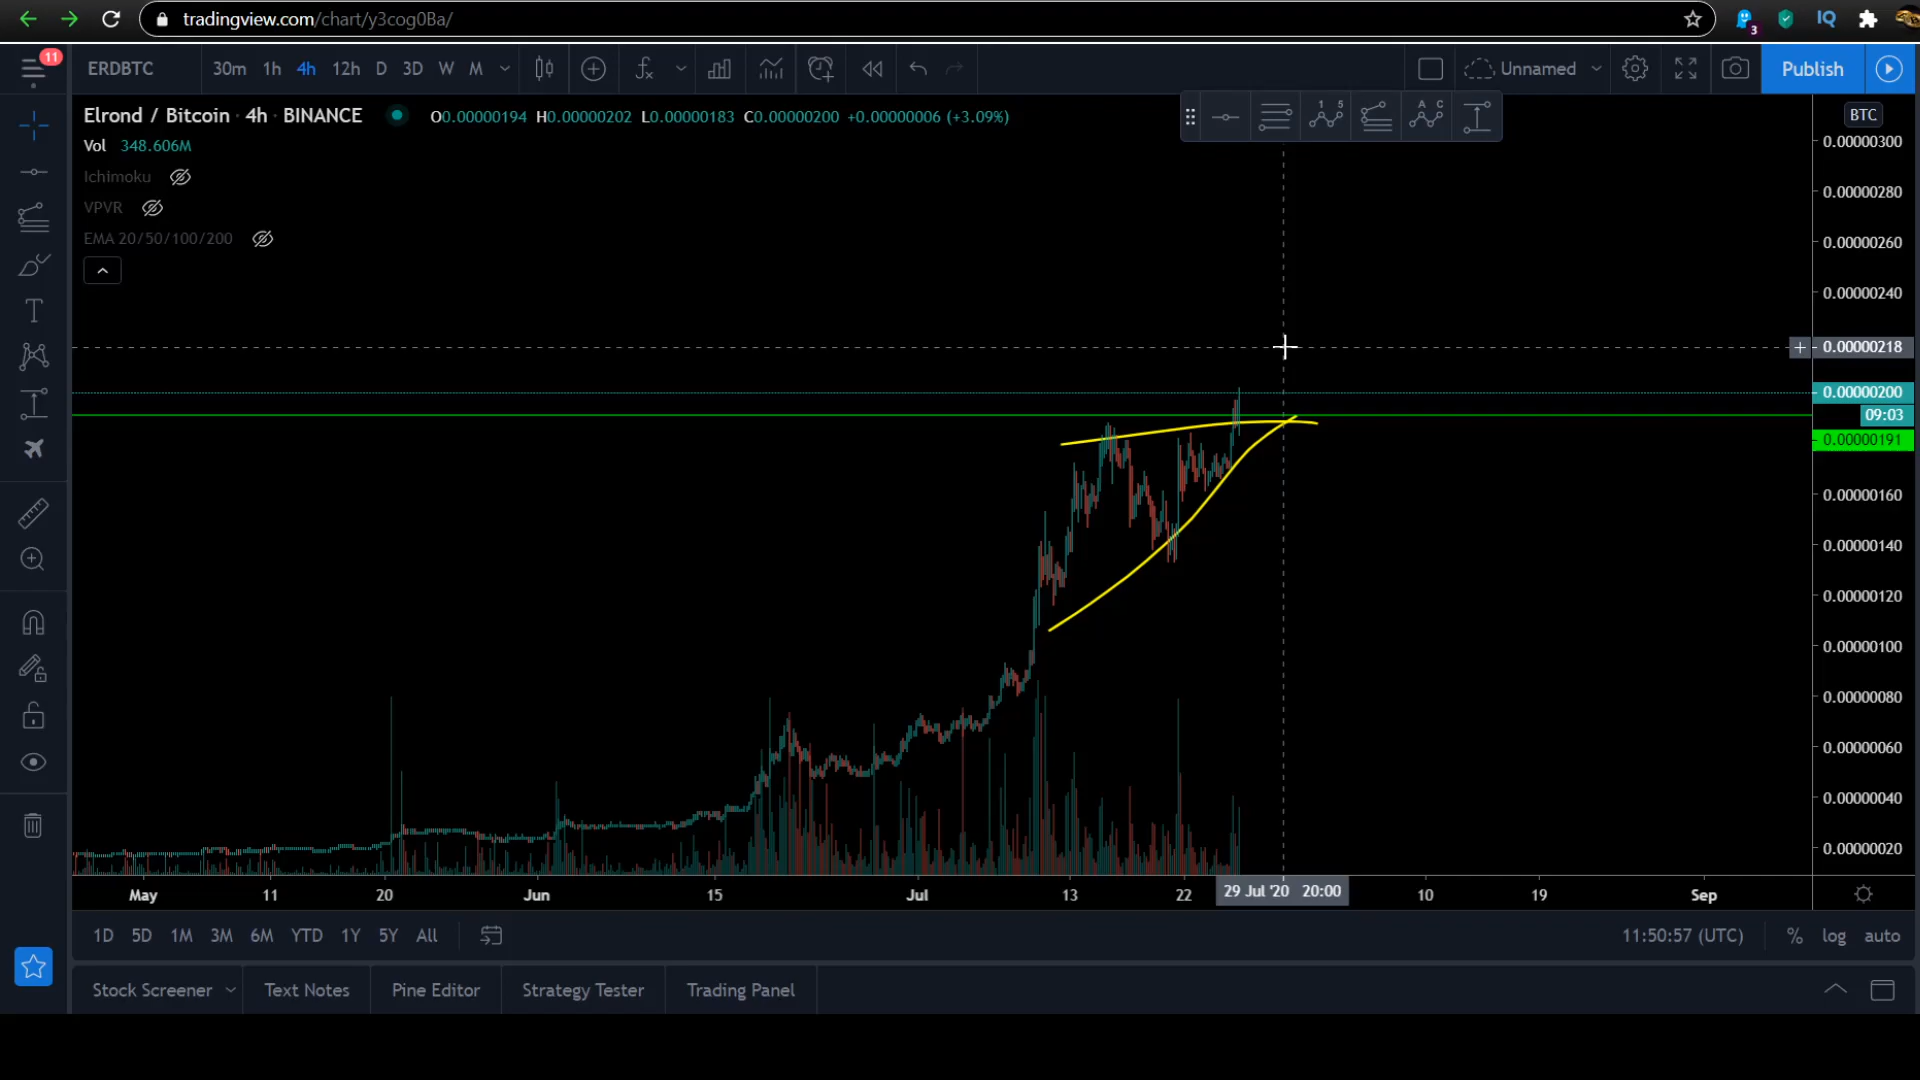 tradingview.com/chart/y3cog0Ba/
3
IQ
11
ERDBTC 30m 1h 4h 12h D 3D W M Unnamed Publish
Elrond / Bitcoin · 4h · BINANCE O0.00000194 H0.00000202 L0.00000183 C0.00000200 +0.00000006 (+3.09%)
1 5
A C
BTC
Vol 348.606M
Ichimoku
VPVR
EMA 20/50/100/200
0.00000300
0.00000280
0.00000260
0.00000240
0.00000218
0.00000200
09:03
0.00000191
0.00000160
0.00000140
0.00000120
0.00000100
0.00000080
0.00000060
0.00000040
0.00000020
May 11 20 Jun 15 Jul 13 22 29 Jul '20 20:00 10 19 Sep
1D 5D 1M 3M 6M YTD 1Y 5Y All 11:50:57 (UTC) % log auto
Stock Screener Text Notes Pine Editor Strategy Tester Trading Panel